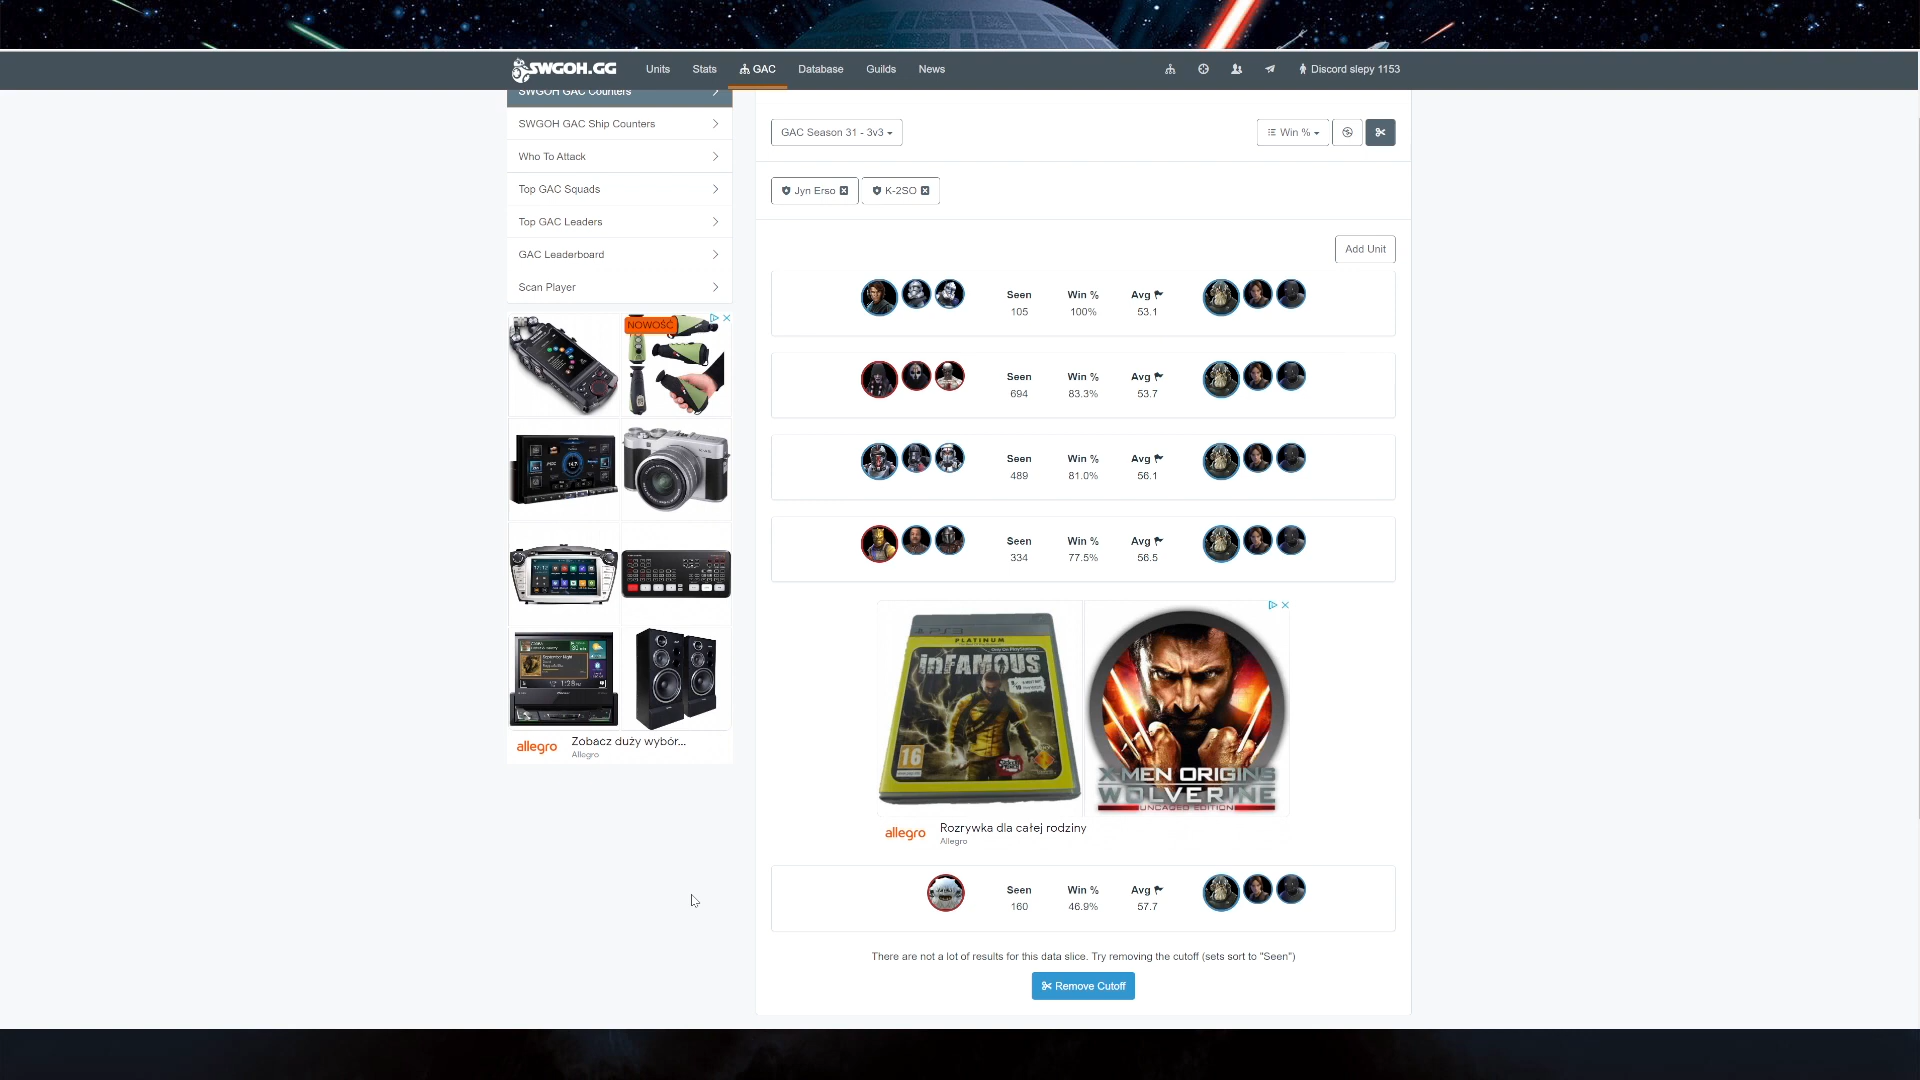 SWGOH.GG
Units
Stats
GAC
Database
Guilds
News
Discord slepy 1153
SWGOH GAC Counters
SWGOH GAC Ship Counters
Who To Attack
Top GAC Squads
Top GAC Leaders
GAC Leaderboard
Scan Player
GAC Season 31 - 3v3
Win %
Jyn Erso
K-2SO
Add Unit
Seen Win % Avg
105 100% 53.1
Seen Win % Avg
694 83.3% 53.7
Seen Win % Avg
489 81.0% 56.1
Seen Win % Avg
334 77.5% 56.5
NOWOŚĆ
allegro
Zobacz duży wybór...
Allegro
PLATINUM
inFAMOUS
16
X-MEN ORIGINS
WOLVERINE
UNCAGED EDITION
allegro
Rozrywka dla całej rodziny
Allegro
Seen Win % Avg
160 46.9% 57.7
There are not a lot of results for this data slice. Try removing the cutoff (sets sort to "Seen")
Remove Cutoff